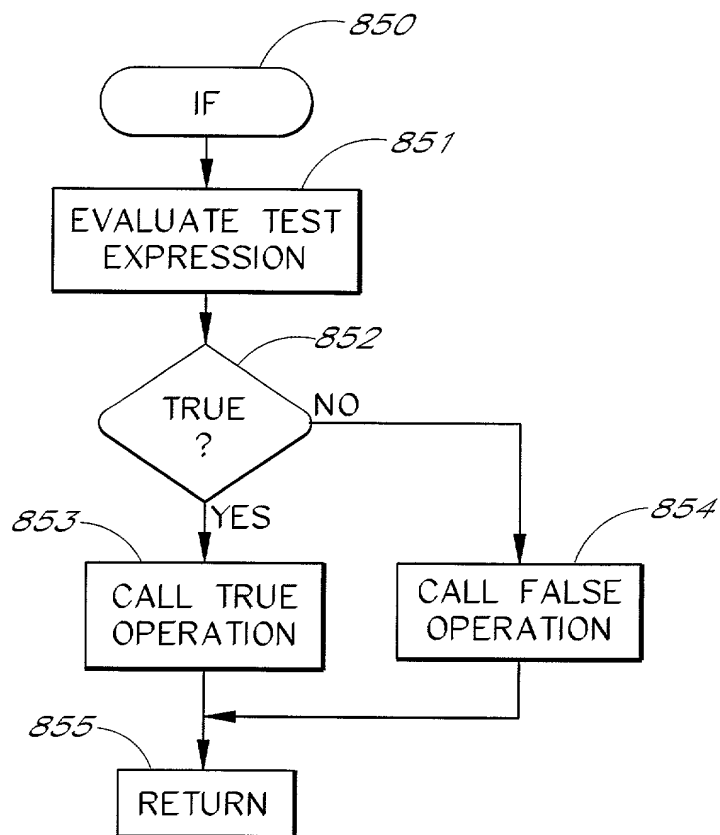 850
IF
851
EVALUATE TEST
EXPRESSION
852
TRUE
?
NO
YES
853
854
CALL TRUE
OPERATION
CALL FALSE
OPERATION
855
RETURN